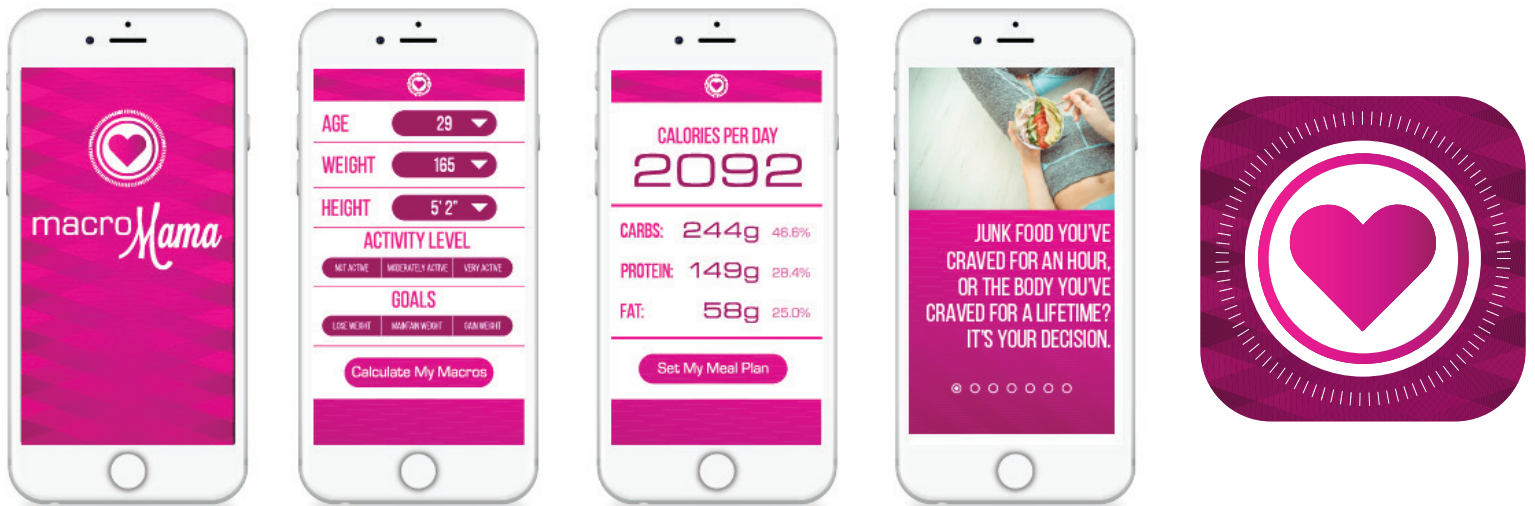 macro Mama
AGE 29
WEIGHT 165
HEIGHT 5' 2"
ACTIVITY LEVEL
NOT ACTIVE MODERATELY ACTIVE VERY ACTIVE
GOALS
LOSE WEIGHT MAINTAIN WEIGHT GAIN WEIGHT
Calculate My Macros
CALORIES PER DAY
2092
CARBS: 244g 46.6%
PROTEIN: 149g 28.4%
FAT: 58g 25.0%
Set My Meal Plan
JUNK FOOD YOU'VE
CRAVED FOR AN HOUR,
OR THE BODY YOU'VE
CRAVED FOR A LIFETIME?
IT'S YOUR DECISION.